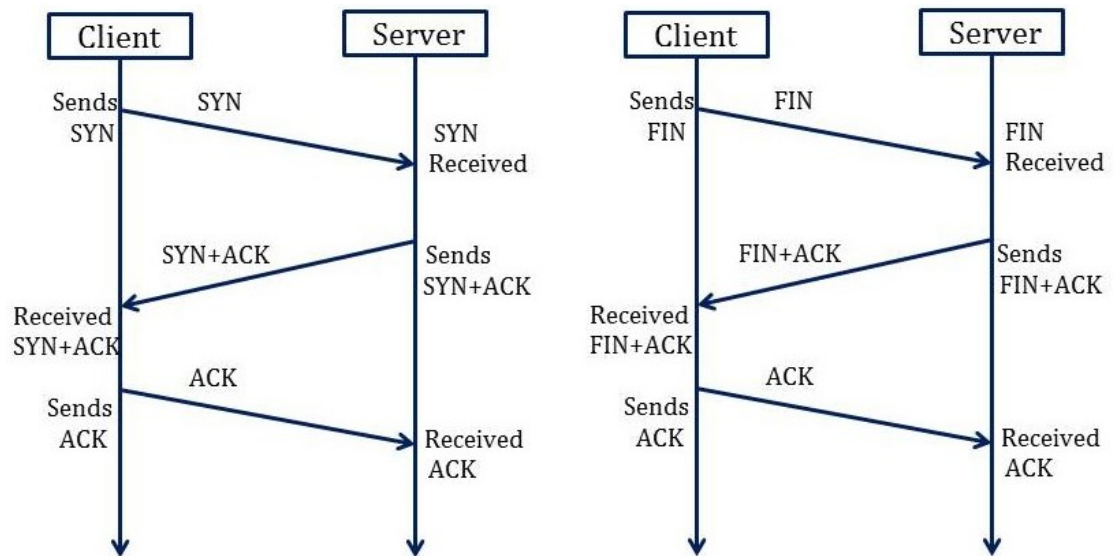 Client
Server
Sends
SYN
SYN
SYN
Received
SYN+ACK
Sends
SYN+ACK
Received
SYN+ACK
ACK
Sends
ACK
Received
ACK
Client
Server
Sends
FIN
FIN
FIN
Received
FIN+ACK
Sends
FIN+ACK
Received
FIN+ACK
ACK
Sends
ACK
Received
ACK